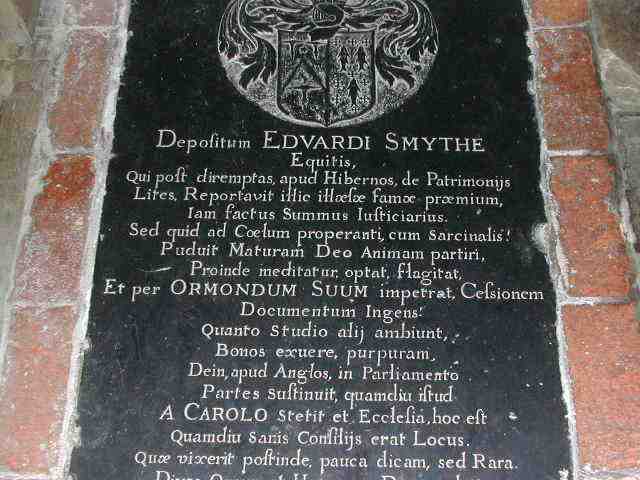 Depositum EDVARDI SMYTHE
Equitis,
Qui post diremptas, apud Hibernos, de Patrimonijs
Lites, Reportavit illic illæsæ famæ præmium,
Iam factus Summus Iusticiarius.
Sed quid ad Cœlum properanti, cum Sarcinalis!
Puduit Maturam Deo Animam partiri,
Proinde meditatur, optat, flagitat,
Et per ORMONDUM SUUM impetrat, Cessionem
Documentum Ingens!
Quanto studio alij ambiunt,
Bonos exuere, purpuram,
Dein, apud Anglos, in Parliamento
Partes Sustinuit, quamdiu istud
A CAROLO Stetit et Ecclesiâ, hoc est
Quamdiu Sanis Consilijs erat Locus.
Quæ vixerit postinde, pauca dicam, sed Rara.